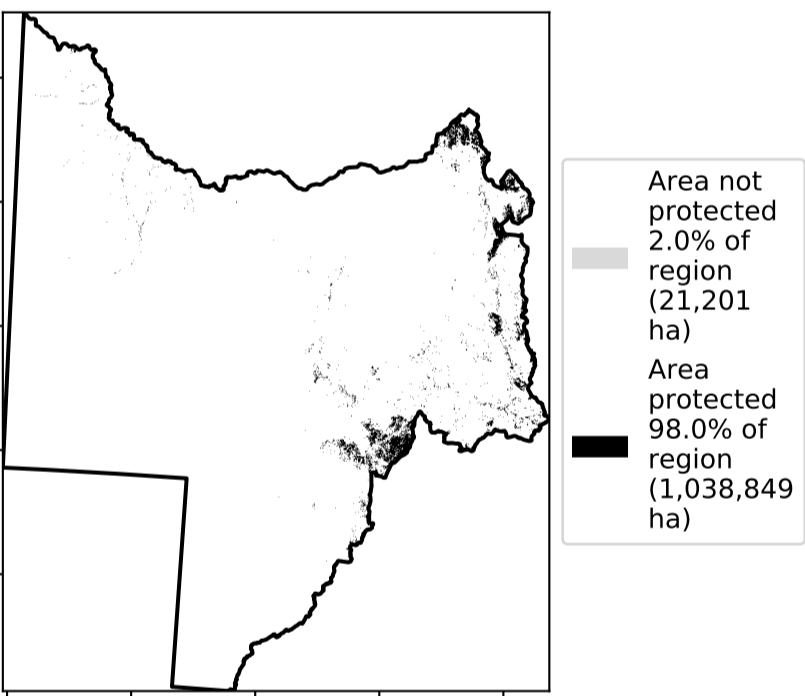 Area not
protected
2.0% of
region
(21,201
ha)
Area
protected
98.0% of
region
(1,038,849
ha)